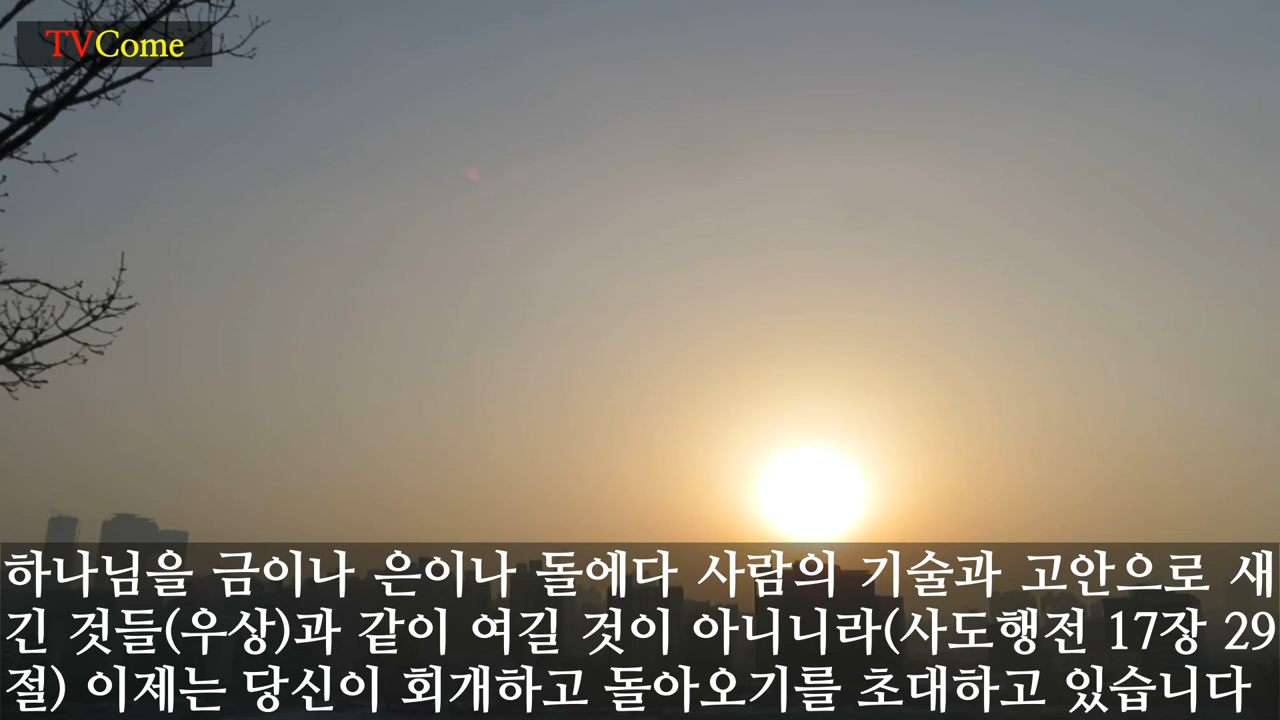 TVCome
하나님을 금이나 은이나 돌에다 사람의 기술과 고안으로 새
긴 것들(우상)과 같이 여길 것이 아니니라(사도행전 17장 29
절) 이제는 당신이 회개하고 돌아오기를 초대하고 있습니다